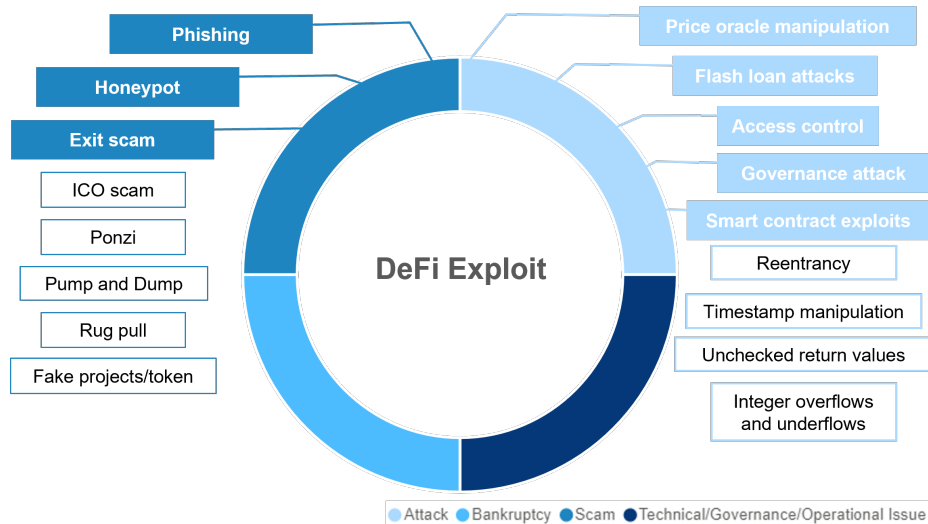 Phishing
Honeypot
Exit scam
ICO scam
Ponzi
Pump and Dump
Rug pull
Fake projects/token
DeFi Exploit
Price oracle manipulation
Flash loan attacks
Access control
Governance attack
Smart contract exploits
Reentrancy
Timestamp manipulation
Unchecked return values
Integer overflows
and underflows
Attack Bankruptcy Scam Technical/Governance/Operational Issue